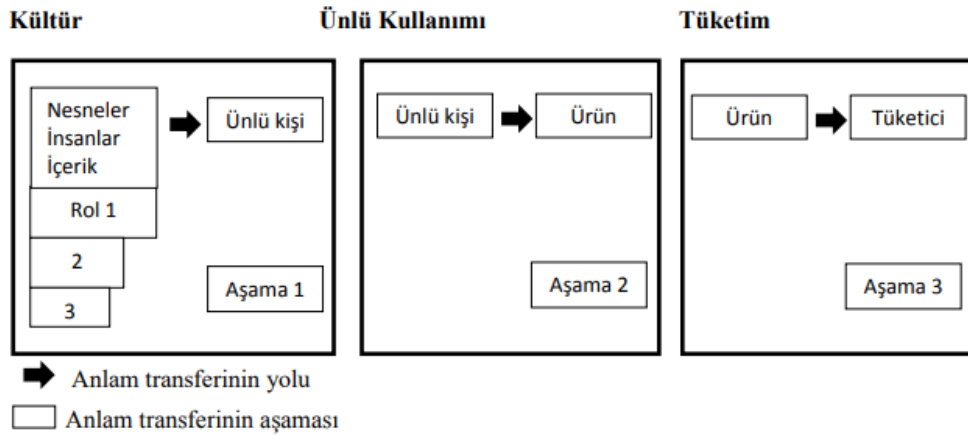 Kültür
Ünlü Kullanımı
Tüketim
Nesneler
İnsanlar
İçerik
Ünlü kişi
Rol 1
2
3
Aşama 1
Ünlü kişi
Ürün
Aşama 2
Ürün
Tüketici
Aşama 3
Anlam transferinin yolu
Anlam transferinin aşaması